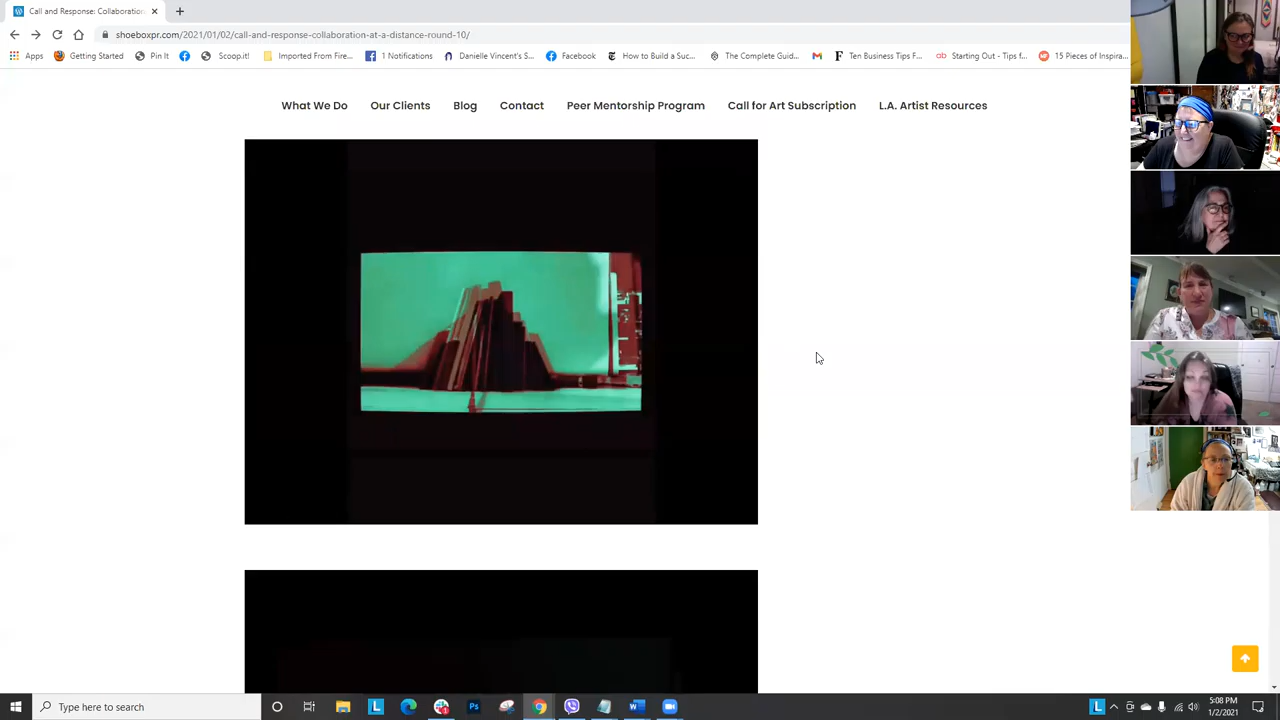 Call and Response: Collaboration
shoeboxpr.com/2021/01/02/call-and-response-collaboration-at-a-distance-round-10/
Apps Getting Started Pin It Scoop.it! Imported From Fire... 1 Notifications Danielle Vincent's S... Facebook How to Build a Suc... The Complete Guid... Ten Business Tips F... Starting Out - Tips f... 15 Pieces of Inspira...
What We Do Our Clients Blog Contact Peer Mentorship Program Call for Art Subscription L.A. Artist Resources
Type here to search
5:08 PM
1/2/2021